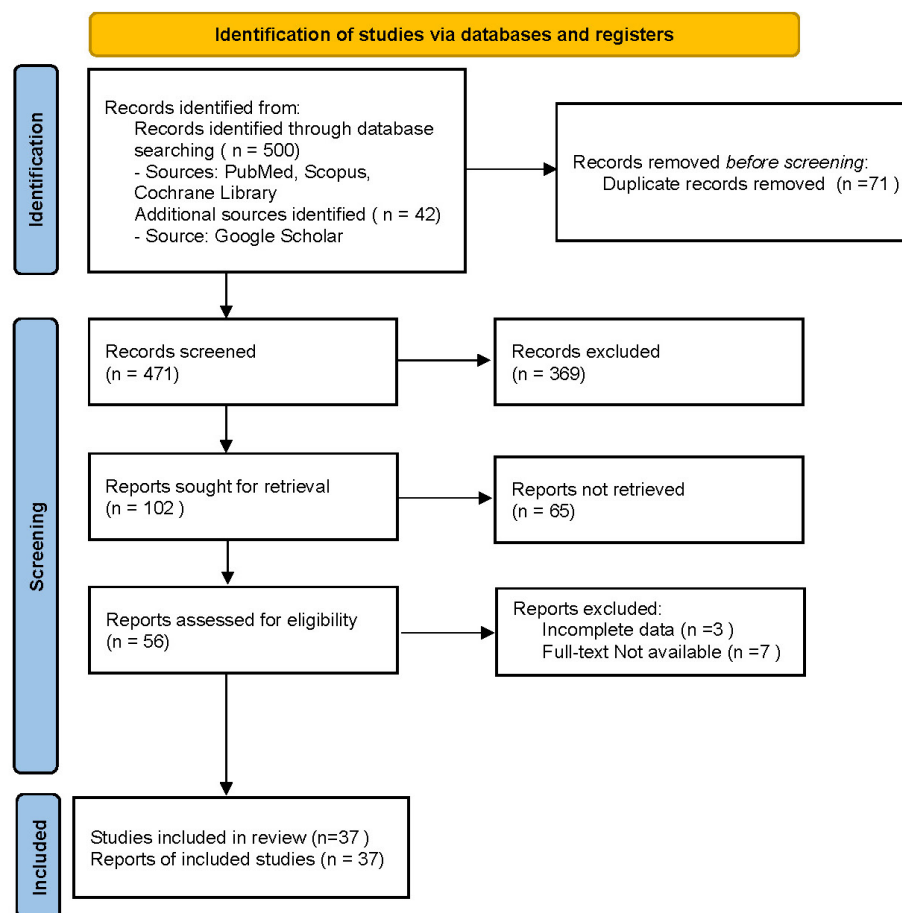 Identification of studies via databases and registers
Identification
Records identified from:
Records identified through database
searching ( n = 500)
- Sources: PubMed, Scopus,
Cochrane Library
Additional sources identified ( n = 42)
- Source: Google Scholar
Records removed before screening:
Duplicate records removed (n =71 )
Screening
Records screened
(n = 471)
Records excluded
(n = 369)
Reports sought for retrieval
(n = 102 )
Reports not retrieved
(n = 65)
Reports assessed for eligibility
(n = 56)
Reports excluded:
Incomplete data (n =3 )
Full-text Not available (n =7 )
Included
Studies included in review (n=37 )
Reports of included studies (n = 37)